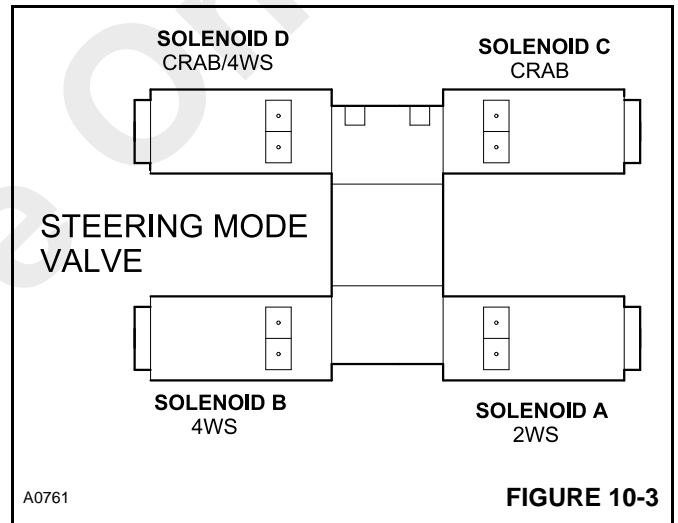 SOLENOID D
CRAB/4WS
SOLENOID C
CRAB
STEERING MODE
VALVE
SOLENOID B
4WS
SOLENOID A
2WS
A0761
FIGURE 10-3